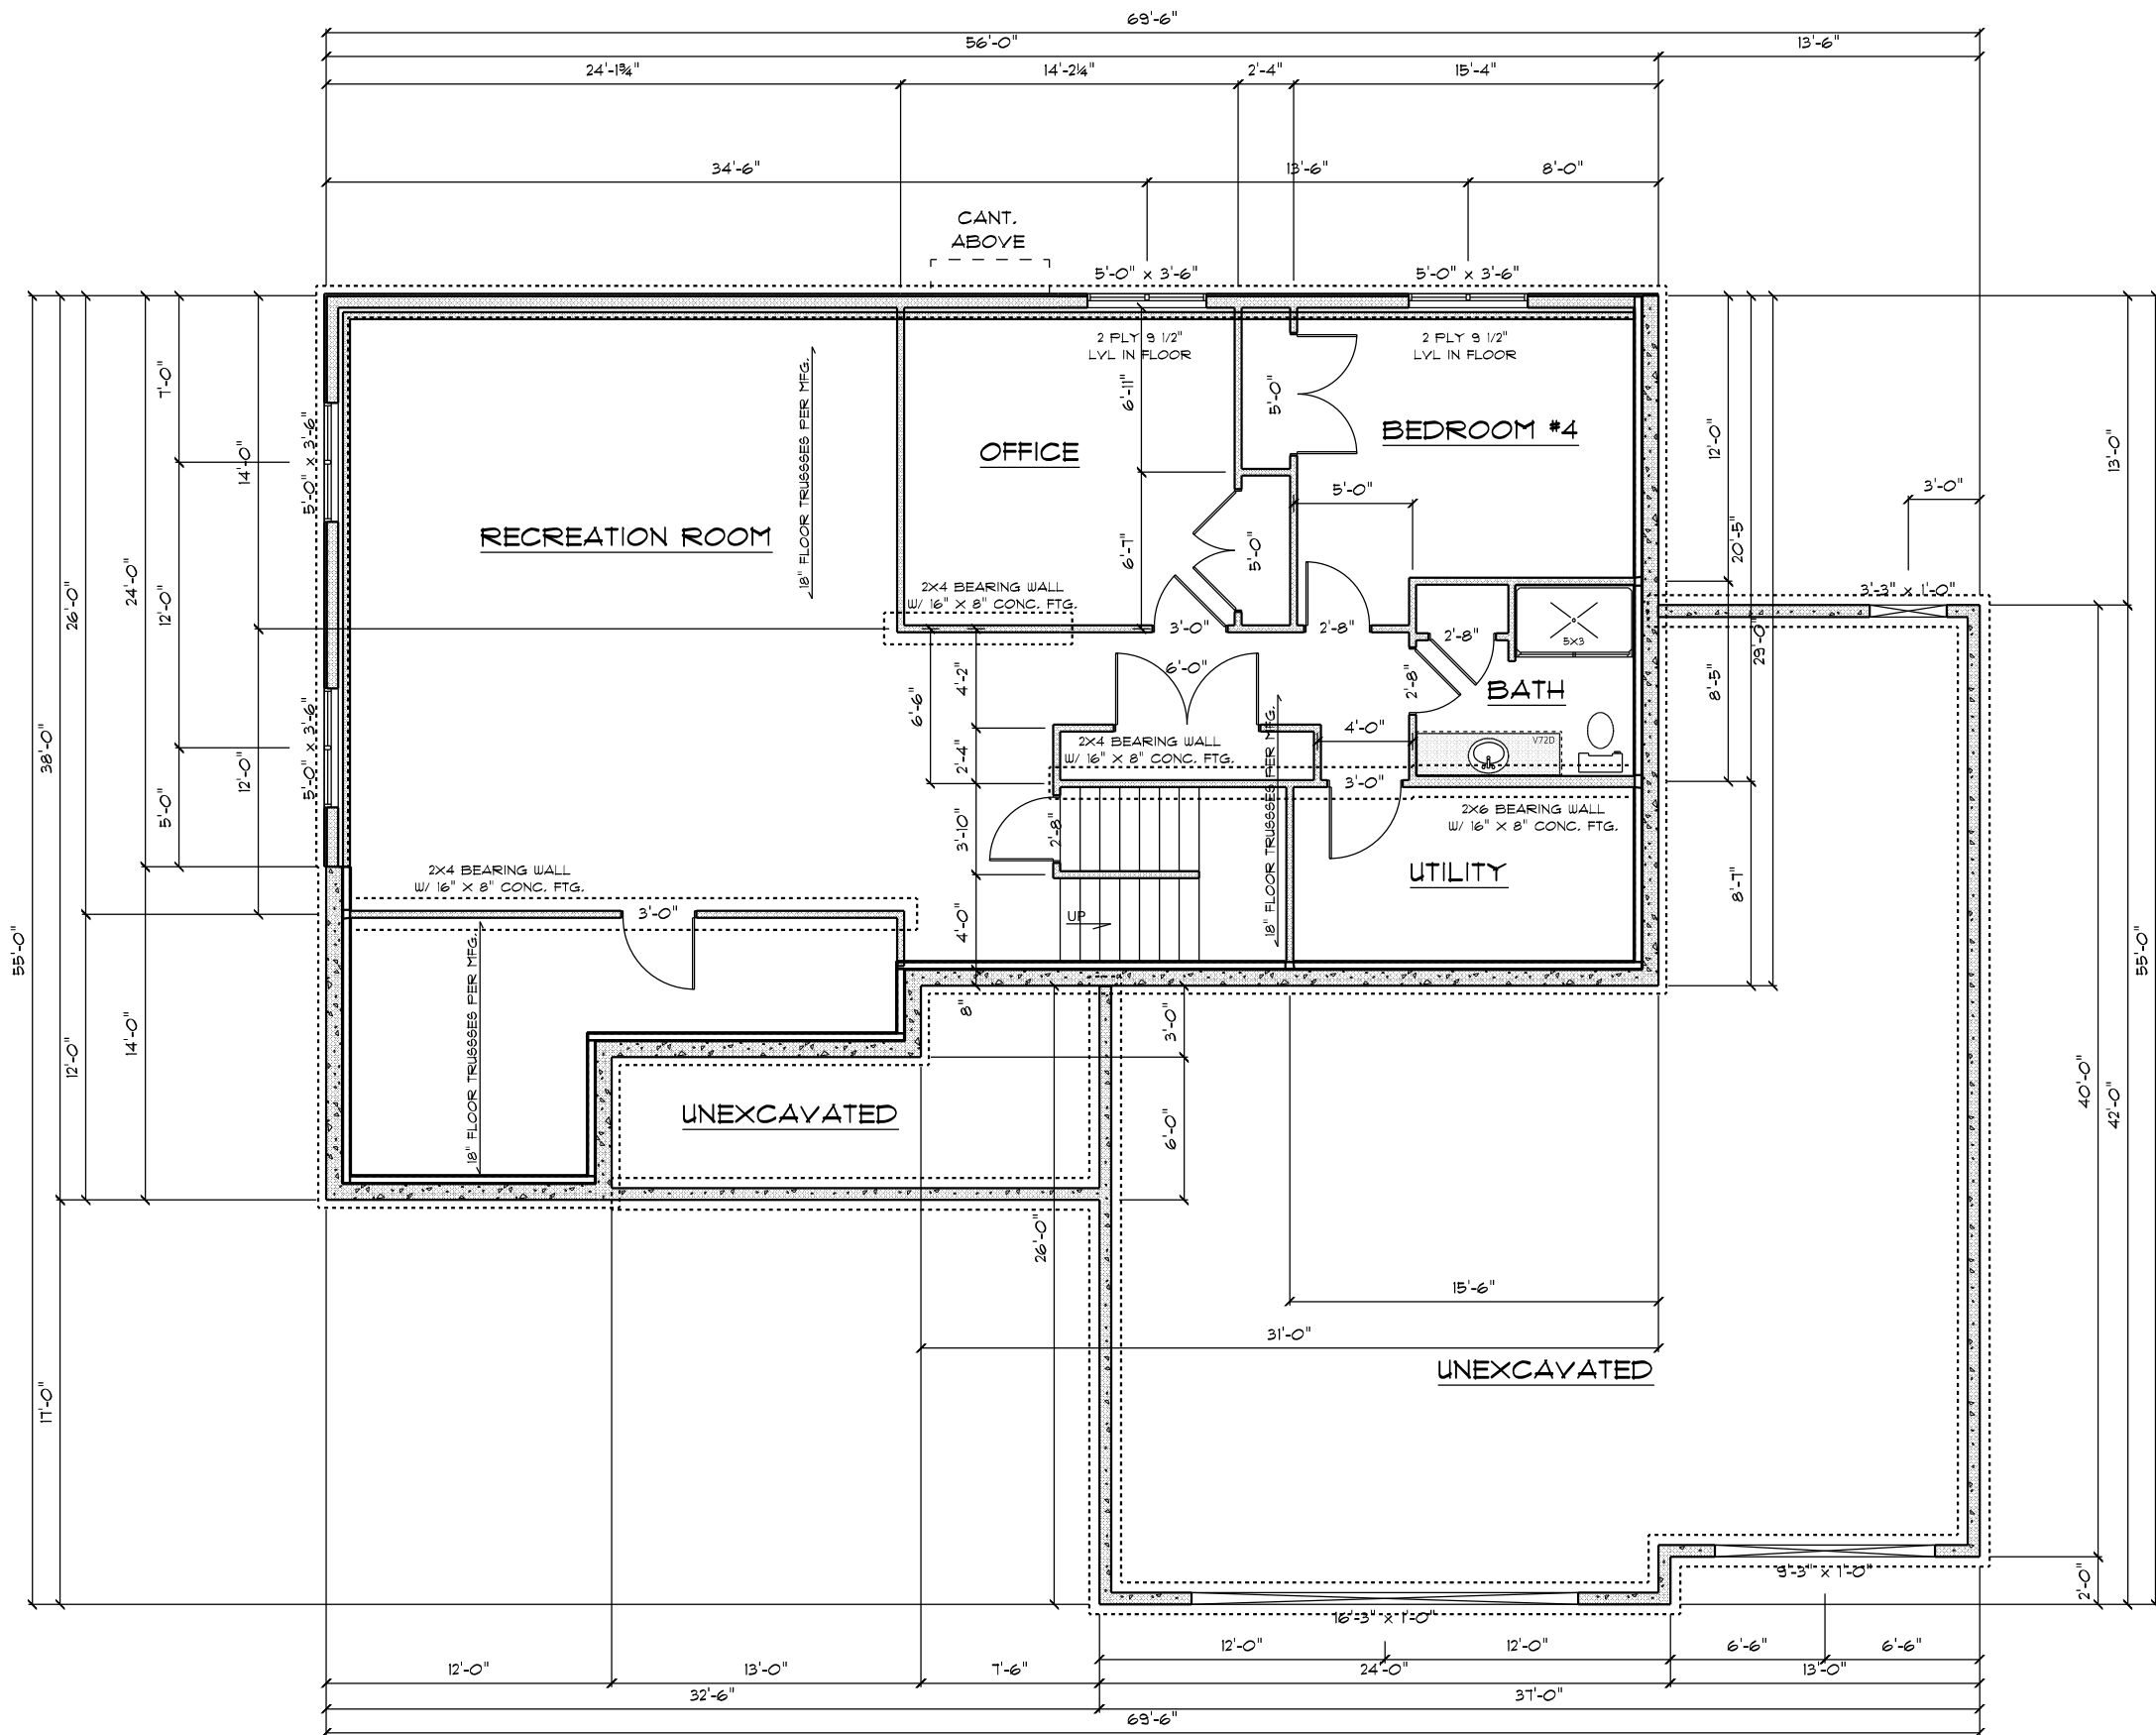 69'-6"
56'-0"
13'-6"
24'-1¾"
14'-2¼"
2'-4"
15'-4"
34'-6"
13'-6"
8'-0"
CANT.
ABOVE
5'-0" x 3'-6"
5'-0" x 3'-6"
2 PLY 9 1/2"
LVL IN FLOOR
2 PLY 9 1/2"
LVL IN FLOOR
7'-0"
14'-0"
5'-0" x 3'-6"
18" FLOOR TRUSSES PER MFG.
6'-11"
5'-0"
BEDROOM #4
OFFICE
12'-0"
13'-0"
5'-0"
3'-0"
RECREATION ROOM
6'-7"
5'-0"
20'-5"
24'-0"
26'-0"
12'-0"
2X4 BEARING WALL
W/ 16" X 8" CONC. FTG.
3'-3" x 1'-0"
3'-0"
2'-8"
2'-8"
5X3
29'-0"
6'-0"
4'-2"
6'-6"
2'-8"
BATH
8'-5"
38'-0"
5'-0" x 3'-6"
12'-0"
5'-0"
2X4 BEARING WALL
W/ 16" X 8" CONC. FTG.
4'-0"
V72D
2'-4"
3'-0"
18" FLOOR TRUSSES PER MFG.
2X6 BEARING WALL
W/ 16" X 8" CONC. FTG.
3'-10"
2'-8"
UTILITY
8'-7"
2X4 BEARING WALL
W/ 16" X 8" CONC. FTG.
3'-0"
4'-0"
UP
55'-0"
55'-0"
8"
3'-0"
12'-0"
14'-0"
18" FLOOR TRUSSES PER MFG.
UNEXCAVATED
6'-0"
40'-0"
42'-0"
26'-0"
15'-6"
31'-0"
UNEXCAVATED
17'-0"
9'-3" x 1'-0"
2'-0"
16'-3" x 1'-0"
12'-0"
12'-0"
6'-6"
6'-6"
12'-0"
13'-0"
7'-6"
24'-0"
13'-0"
32'-6"
37'-0"
69'-6"